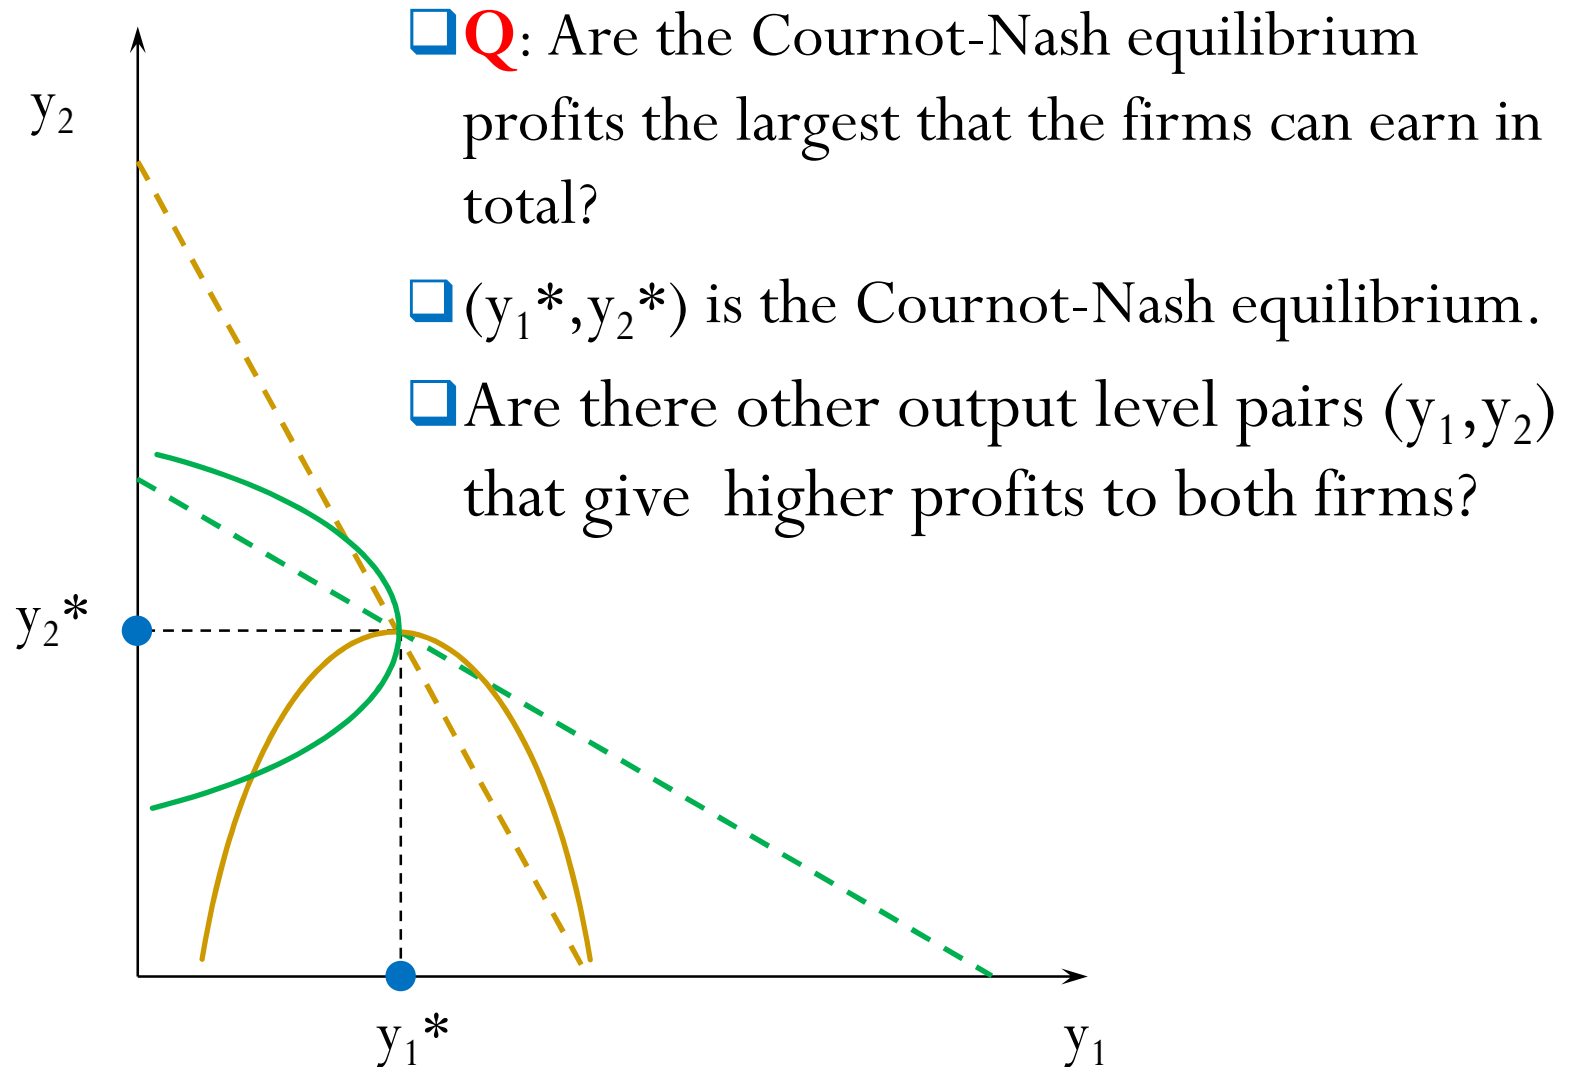 Q: Are the Cournot-Nash equilibrium
profits the largest that the firms can earn in
total?
(y₁*,y₂*) is the Cournot-Nash equilibrium.
Are there other output level pairs (y₁,y₂)
that give higher profits to both firms?
y₂
y₂*
y₁*
y₁